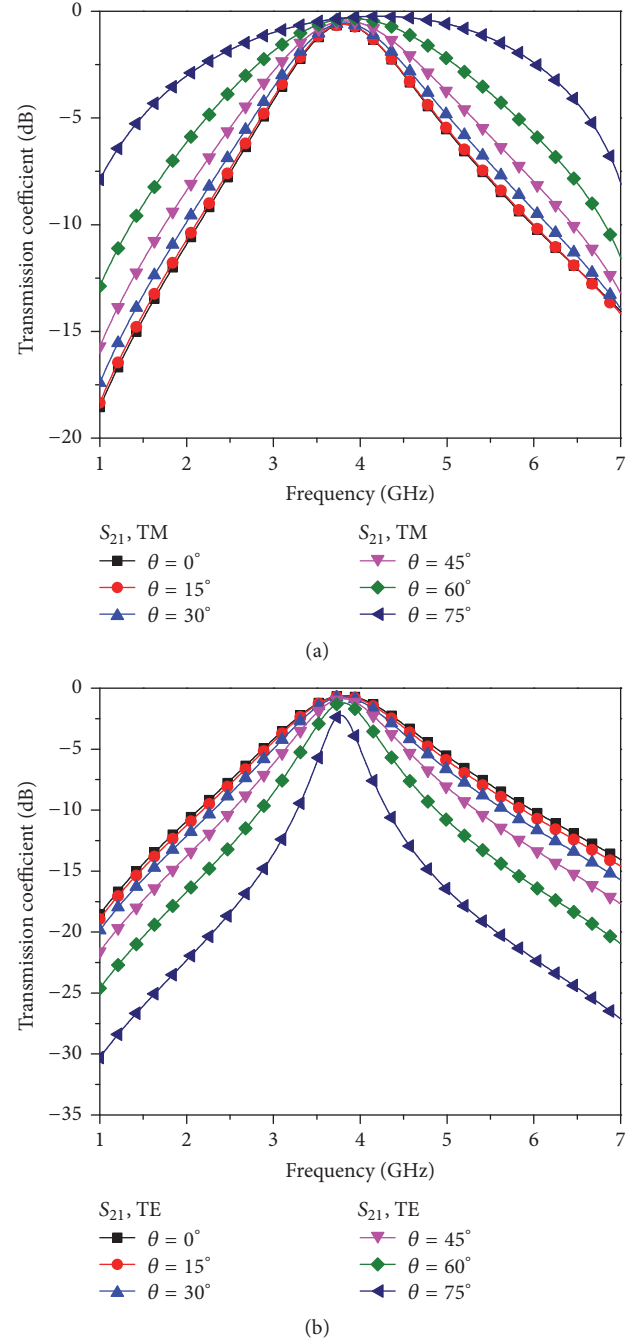 0
−5
−10
−15
−20
Transmission coefficient (dB)
1 2 3 4 5 6 7
Frequency (GHz)
S21, TM S21, TM
θ = 0° θ = 45°
θ = 15° θ = 60°
θ = 30° θ = 75°
(a)
0
−5
−10
−15
−20
−25
−30
−35
Transmission coefficient (dB)
1 2 3 4 5 6 7
Frequency (GHz)
S21, TE S21, TE
θ = 0° θ = 45°
θ = 15° θ = 60°
θ = 30° θ = 75°
(b)